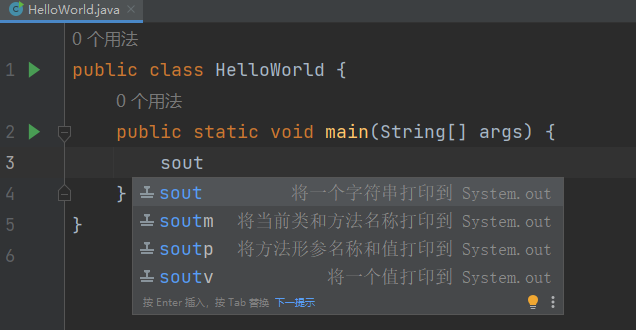 HelloWorld.java
0 个用法
1 public class HelloWorld {
0 个用法
2 public static void main(String[] args) {
3 sout
4 }
sout 将一个字符串打印到 System.out
soutm 将当前类和方法名称打印到 System.out
5 }
soutp 将方法形参名称和值打印到 System.out
6
soutv 将一个值打印到 System.out
按 Enter 插入，按 Tab 替换 下一提示